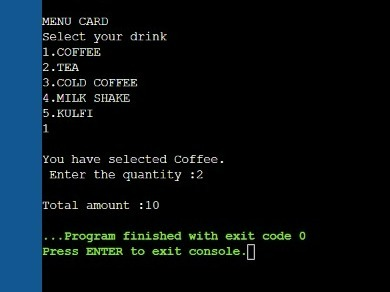 MENU CARD
Select your drink
1.COFFEE
2.TEA
3.COLD COFFEE
4.MILK SHAKE
5.KULFI
1
You have selected Coffee.
Enter the quantity :2
Total amount :10
...Program finished with exit code 0
Press ENTER to exit console.